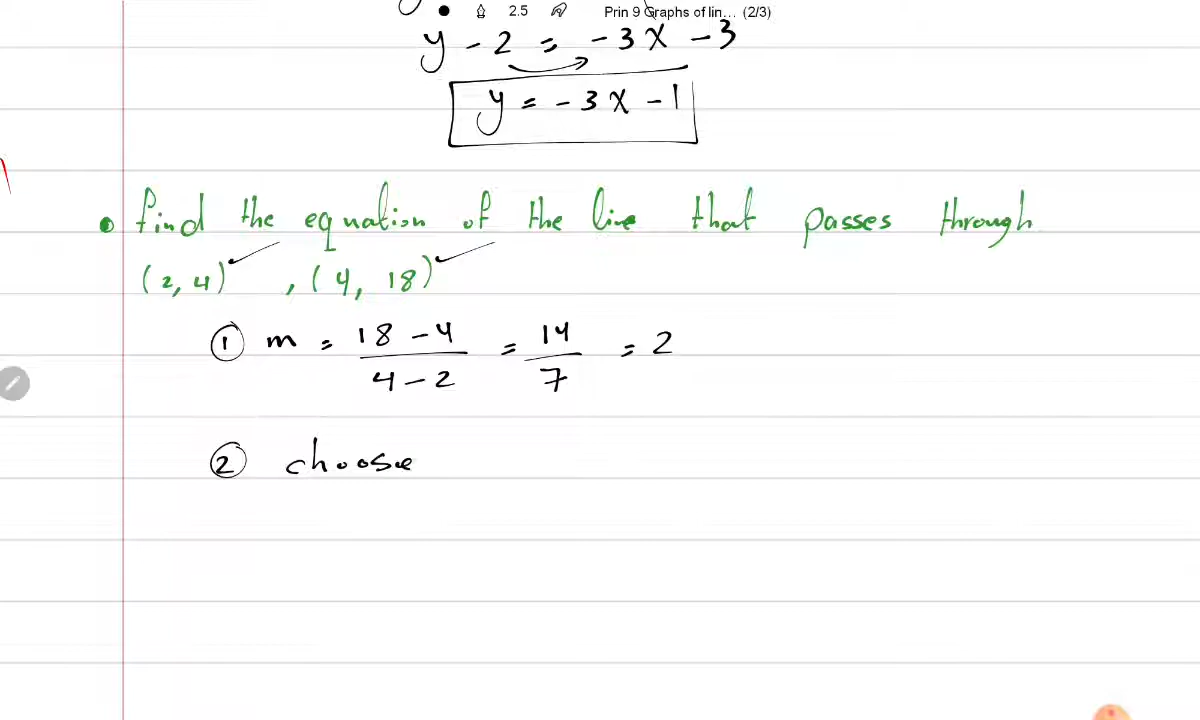 2.5 Prin 9 Graphs of lin... (2/3)
y - 2 = -3x - 3
y = -3x - 1
• find the equation of the line that passes through
(2, 4) , (4, 18)
① m = 18 - 4 / 4 - 2 = 14 / 7 = 2
② choose